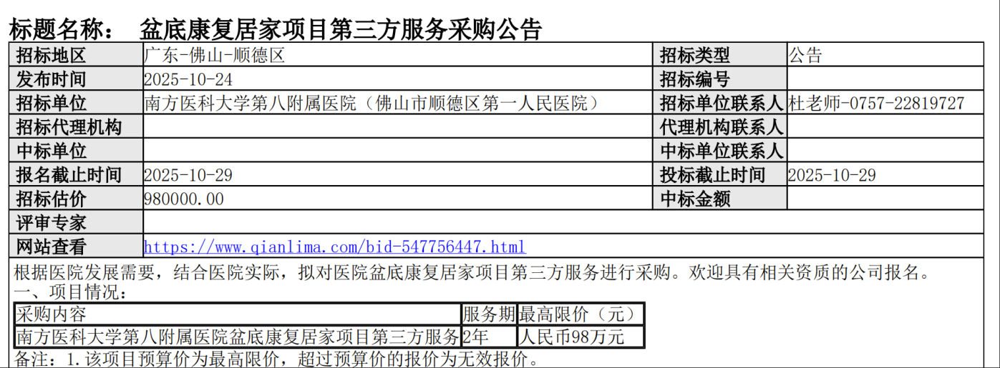 标题名称： 盆底康复居家项目第三方服务采购公告
招标地区 广东-佛山-顺德区 招标类型 公告
发布时间 2025-10-24 招标编号
招标单位 南方医科大学第八附属医院（佛山市顺德区第一人民医院） 招标单位联系人 杜老师-0757-22819727
招标代理机构 代理机构联系人
中标单位 中标单位联系人
报名截止时间 2025-10-29 投标截止时间 2025-10-29
招标估价 980000.00 中标金额
评审专家
网站查看 https://www.qianlima.com/bid-547756447.html
根据医院发展需要，结合医院实际，拟对医院盆底康复居家项目第三方服务进行采购。欢迎具有相关资质的公司报名。
一、项目情况：
采购内容 服务期 最高限价（元）
南方医科大学第八附属医院盆底康复居家项目第三方服务 2年 人民币98万元
备注：1.该项目预算价为最高限价，超过预算价的报价为无效报价。